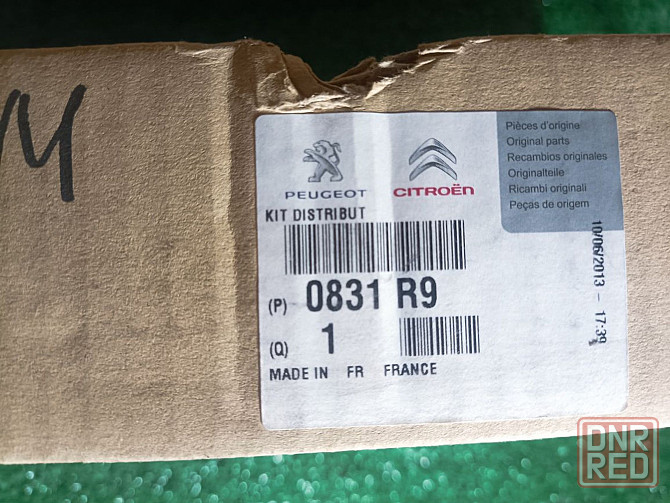 Pièces d'origine
Original parts
Recambios originales
Originalteile
Ricambi originali
Peças de origem
PEUGEOT
CITROËN
KIT DISTRIBUT
(P) 0831 R9
(Q) 1
MADE IN FR FRANCE
10/06/2013 - 17:39
DNR
RED